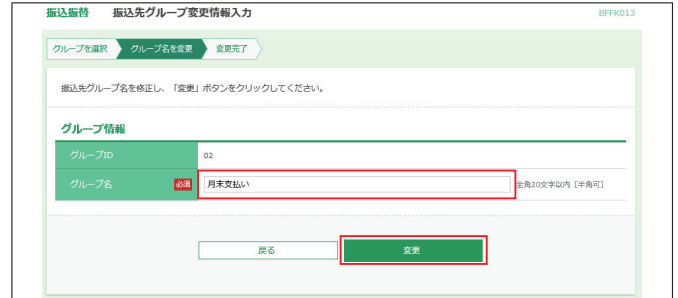 振込振替 振込先グループ変更情報入力 BFFK013
グループを選択 グループ名を変更 変更完了
振込先グループ名を修正し、「変更」ボタンをクリックしてください。
グループ情報
グループID 02
グループ名 必須 月末支払い 全角20文字以内 [半角可]
戻る 変更